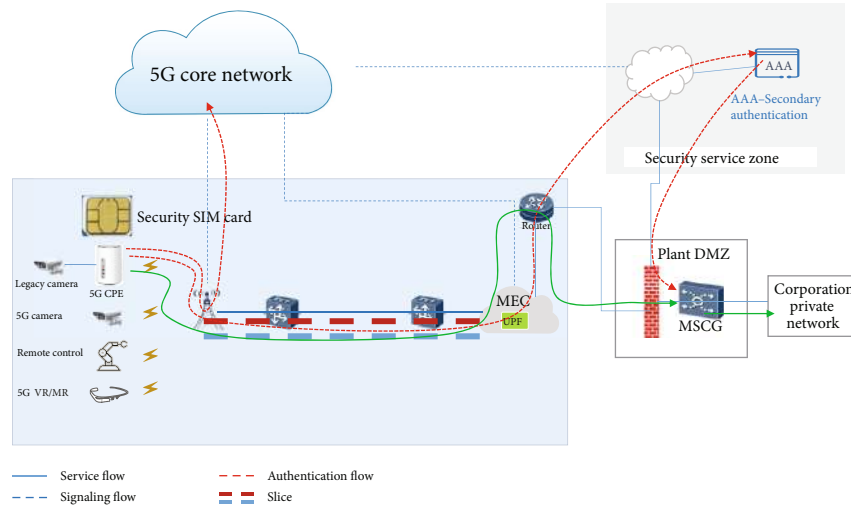 5G core network
AAA
AAA–Secondary
authentication
Security service zone
Security SIM card
Router
Legacy camera
5G CPE
Plant DMZ
5G camera
MEC
UPF
MSCG
Corporation
private
network
Remote control
5G VR/MR
Service flow
Authentication flow
Signaling flow
Slice